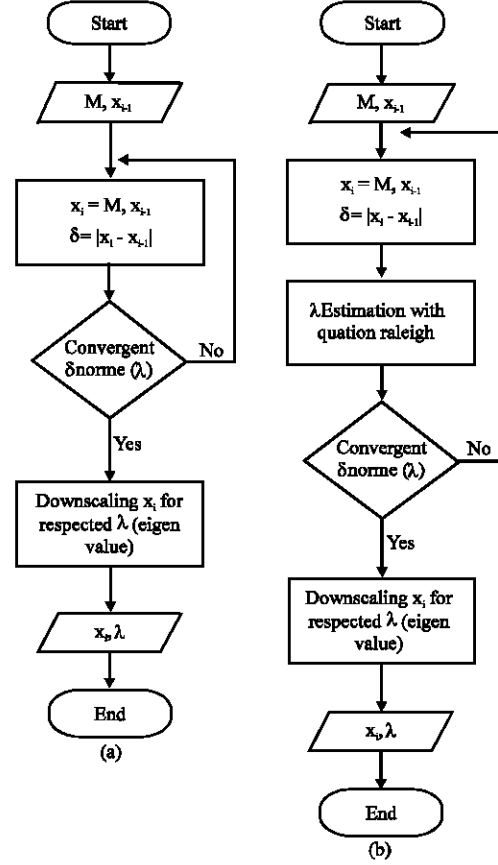 Start
M, xᵢ₋₁
xᵢ = M, xᵢ₋₁
δ= |xᵢ - xᵢ₋₁|
Convergent
δnorme (λ)
No
Yes
Downscaling xᵢ for
respected λ (eigen
value)
xᵢ, λ
End
(a)
Start
M, xᵢ₋₁
xᵢ = M, xᵢ₋₁
δ= |xᵢ - xᵢ₋₁|
λEstimation with
quation raleigh
Convergent
δnorme (λ)
No
Yes
Downscaling xᵢ for
respected λ (eigen
value)
xᵢ, λ
End
(b)